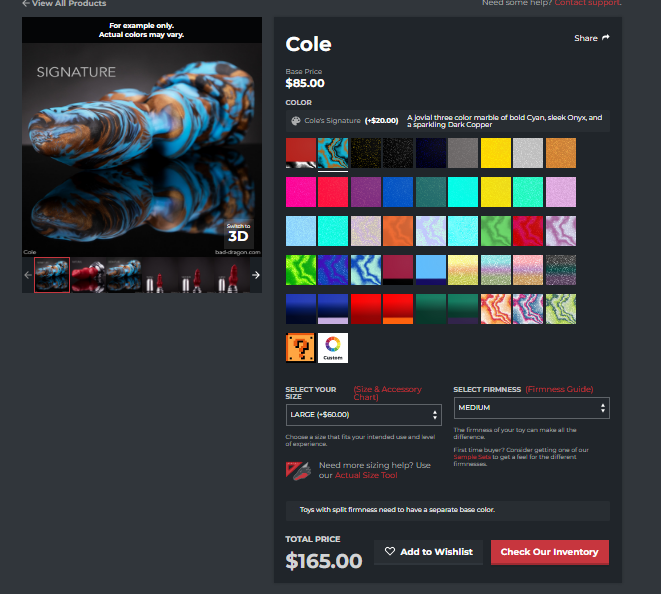 View All Products
Need some help? Contact support.
For example only.
Actual colors may vary.
SIGNATURE
Switch to
3D
Cole
bad-dragon.com
Cole
Share
Base Price
$85.00
COLOR
Cole's Signature (+$20.00) A jovial three color marble of bold Cyan, sleek Onyx, and
a sparkling Dark Copper
?
Custom
SELECT YOUR
SIZE
(Size & Accessory
Chart)
LARGE (+$60.00)
Choose a size that fits your intended use and level
of experience.
Need more sizing help? Use
our Actual Size Tool
SELECT FIRMNESS (Firmness Guide)
MEDIUM
The firmness of your toy can make all the
difference.
First time buyer? Consider getting one of our
Sample Sets to get a feel for the different
firmnesses.
Toys with split firmness need to have a separate base color.
TOTAL PRICE
$165.00
Add to Wishlist
Check Our Inventory